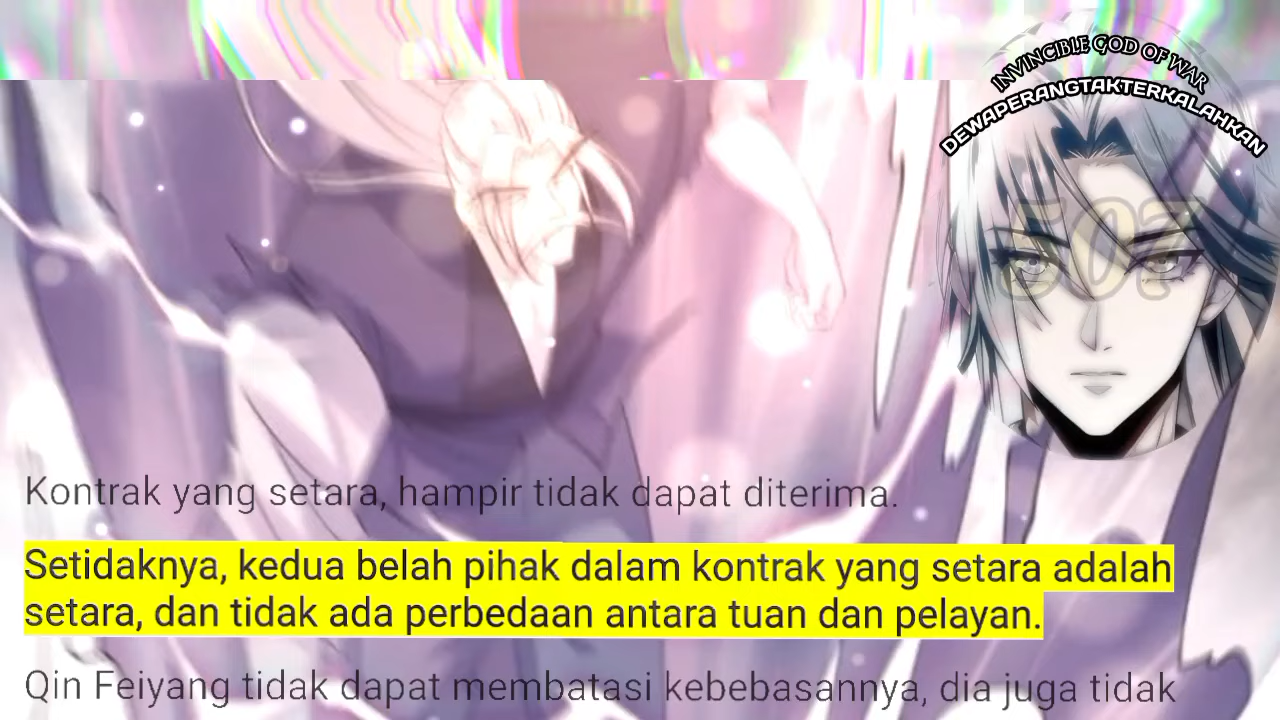 INVINCIBLE GOD OF WAR
DEWAPERANGTAKTERKALAHKAN
507
Kontrak yang setara, hampir tidak dapat diterima.
Setidaknya, kedua belah pihak dalam kontrak yang setara adalah
setara, dan tidak ada perbedaan antara tuan dan pelayan.
Qin Feiyang tidak dapat membatasi kebebasannya, dia juga tidak